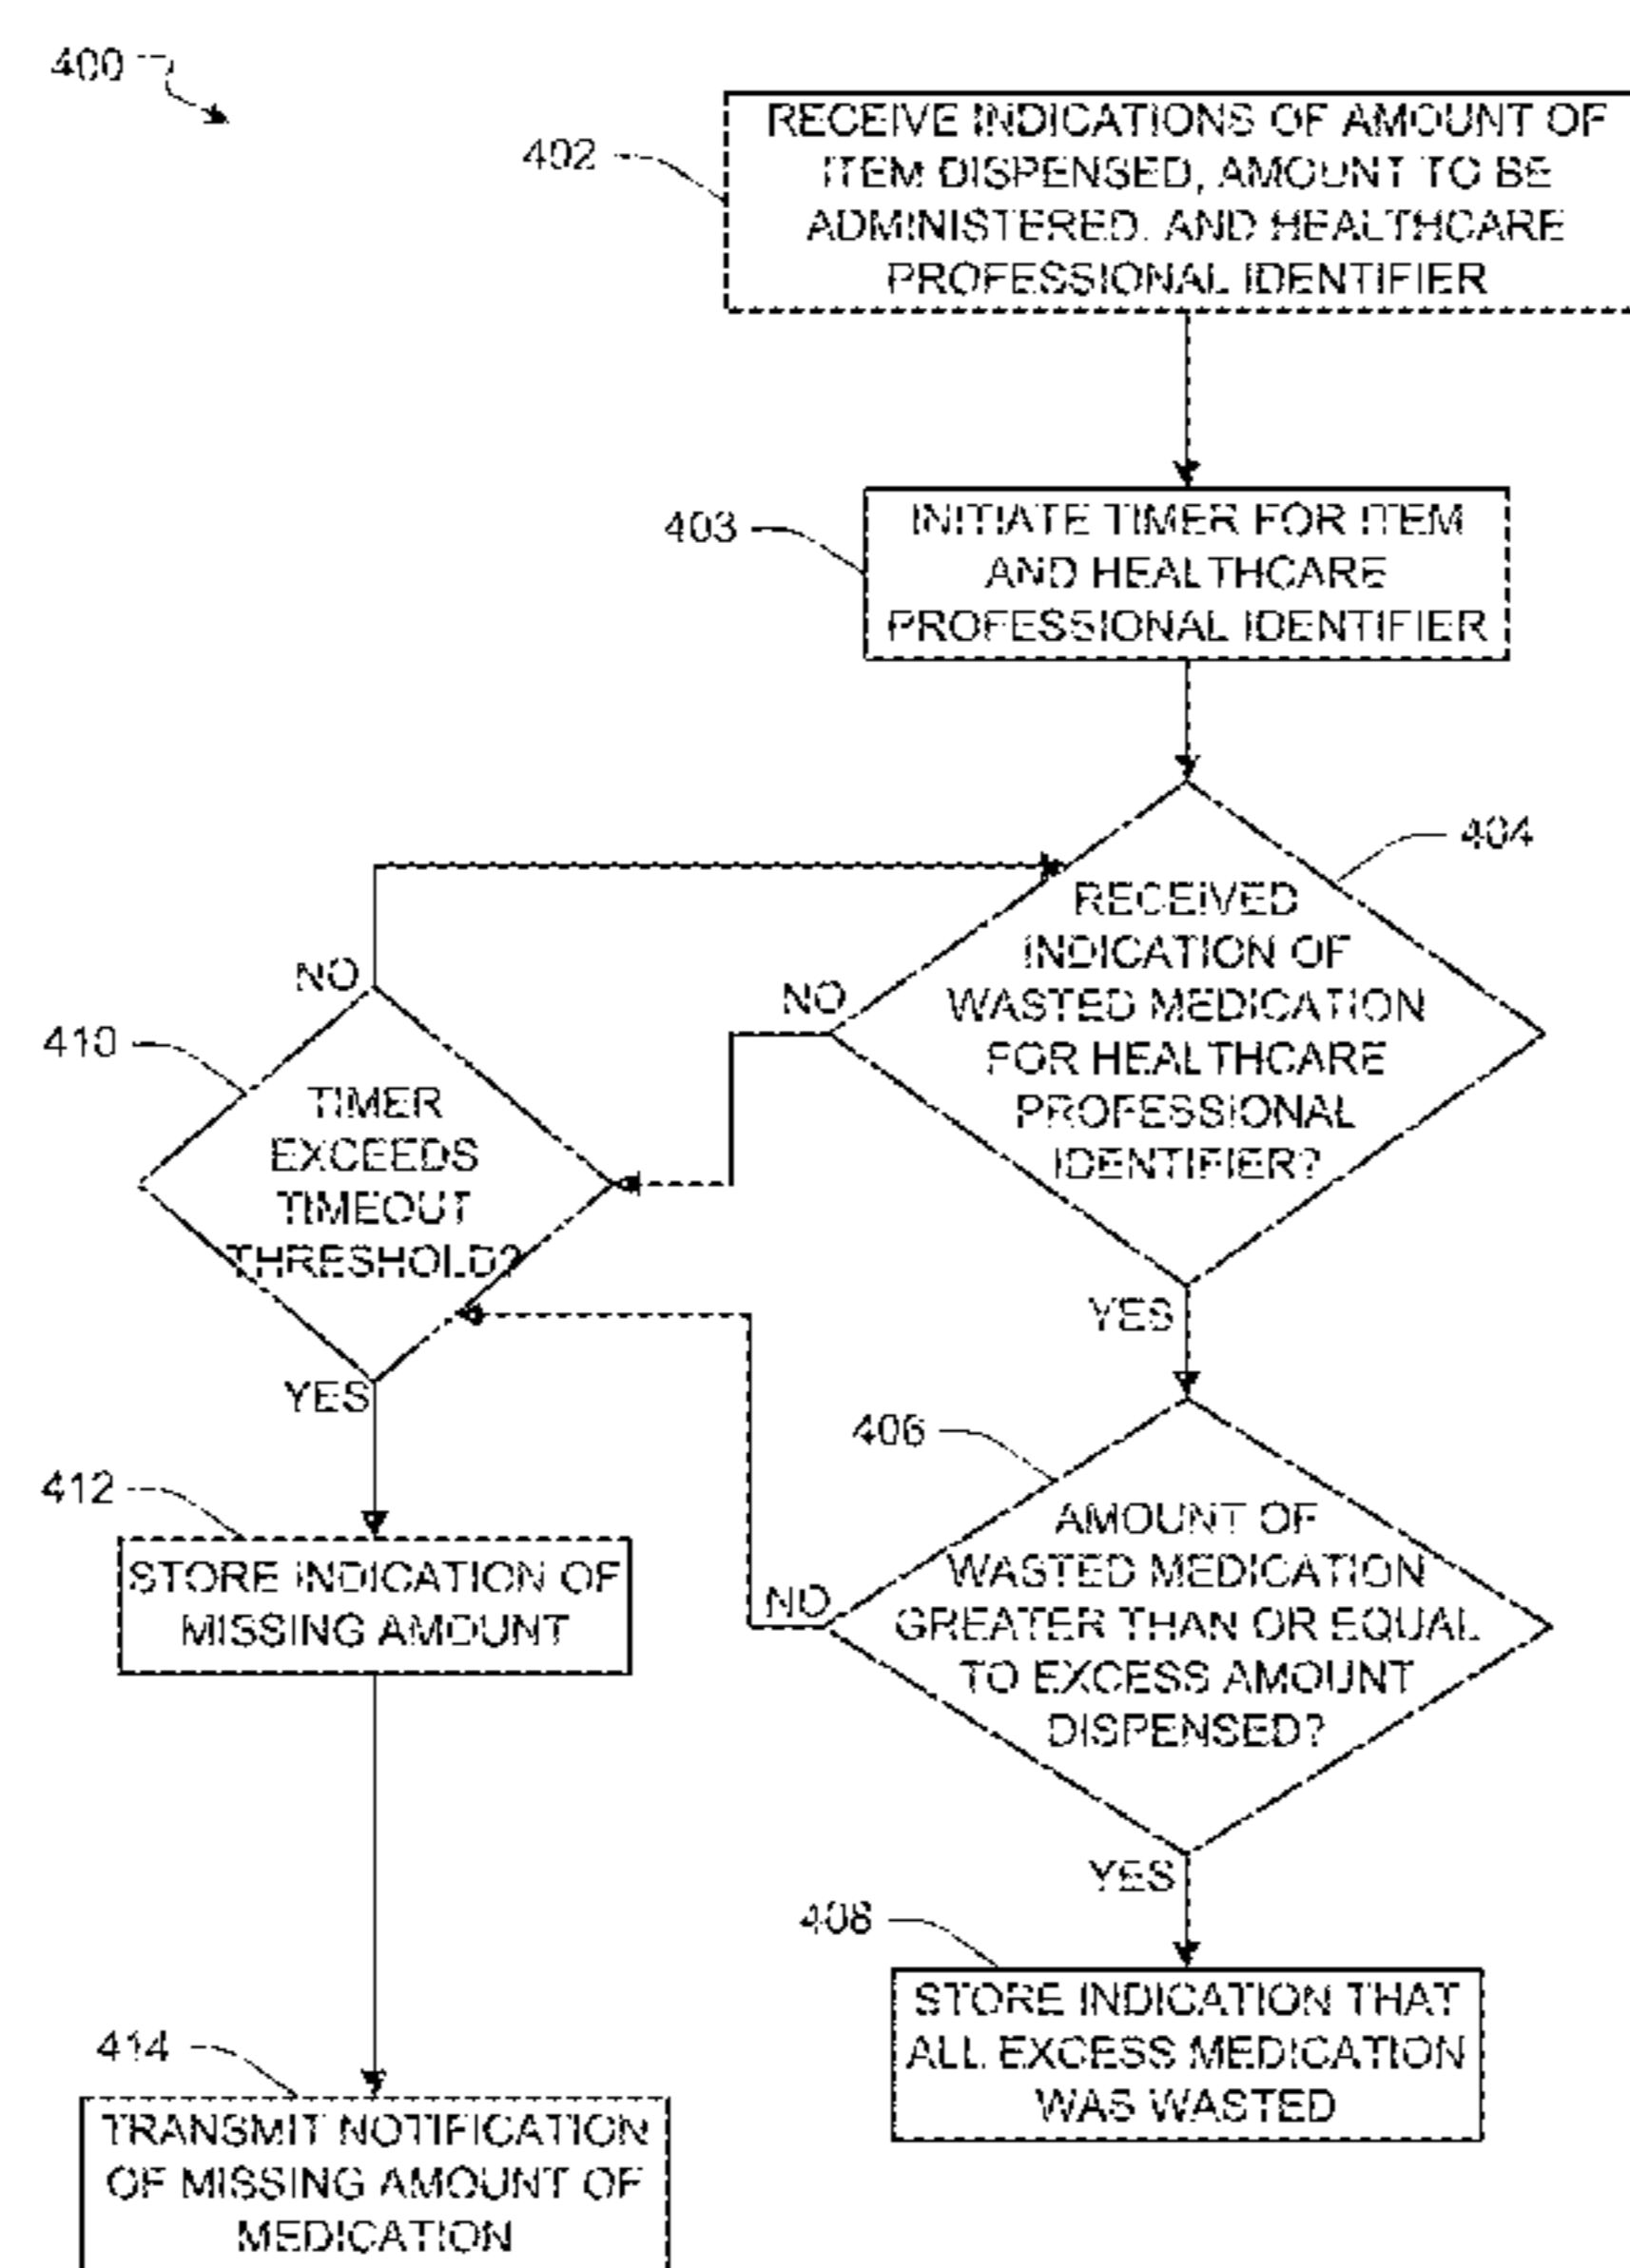 400
402
RECEIVE INDICATIONS OF AMOUNT OF
ITEM DISPENSED, AMOUNT TO BE
ADMINISTERED, AND HEALTHCARE
PROFESSIONAL IDENTIFIER
403
INITIATE TIMER FOR ITEM
AND HEALTHCARE
PROFESSIONAL IDENTIFIER
404
RECEIVED
INDICATION OF
WASTED MEDICATION
FOR HEALTHCARE
PROFESSIONAL
IDENTIFIER?
NO
YES
NO
410
TIMER
EXCEEDS
TIMEOUT
THRESHOLD?
YES
406
AMOUNT OF
WASTED MEDICATION
GREATER THAN OR EQUAL
TO EXCESS AMOUNT
DISPENSED?
NO
YES
412
STORE INDICATION OF
MISSING AMOUNT
408
STORE INDICATION THAT
ALL EXCESS MEDICATION
WAS WASTED
414
TRANSMIT NOTIFICATION
OF MISSING AMOUNT OF
MEDICATION